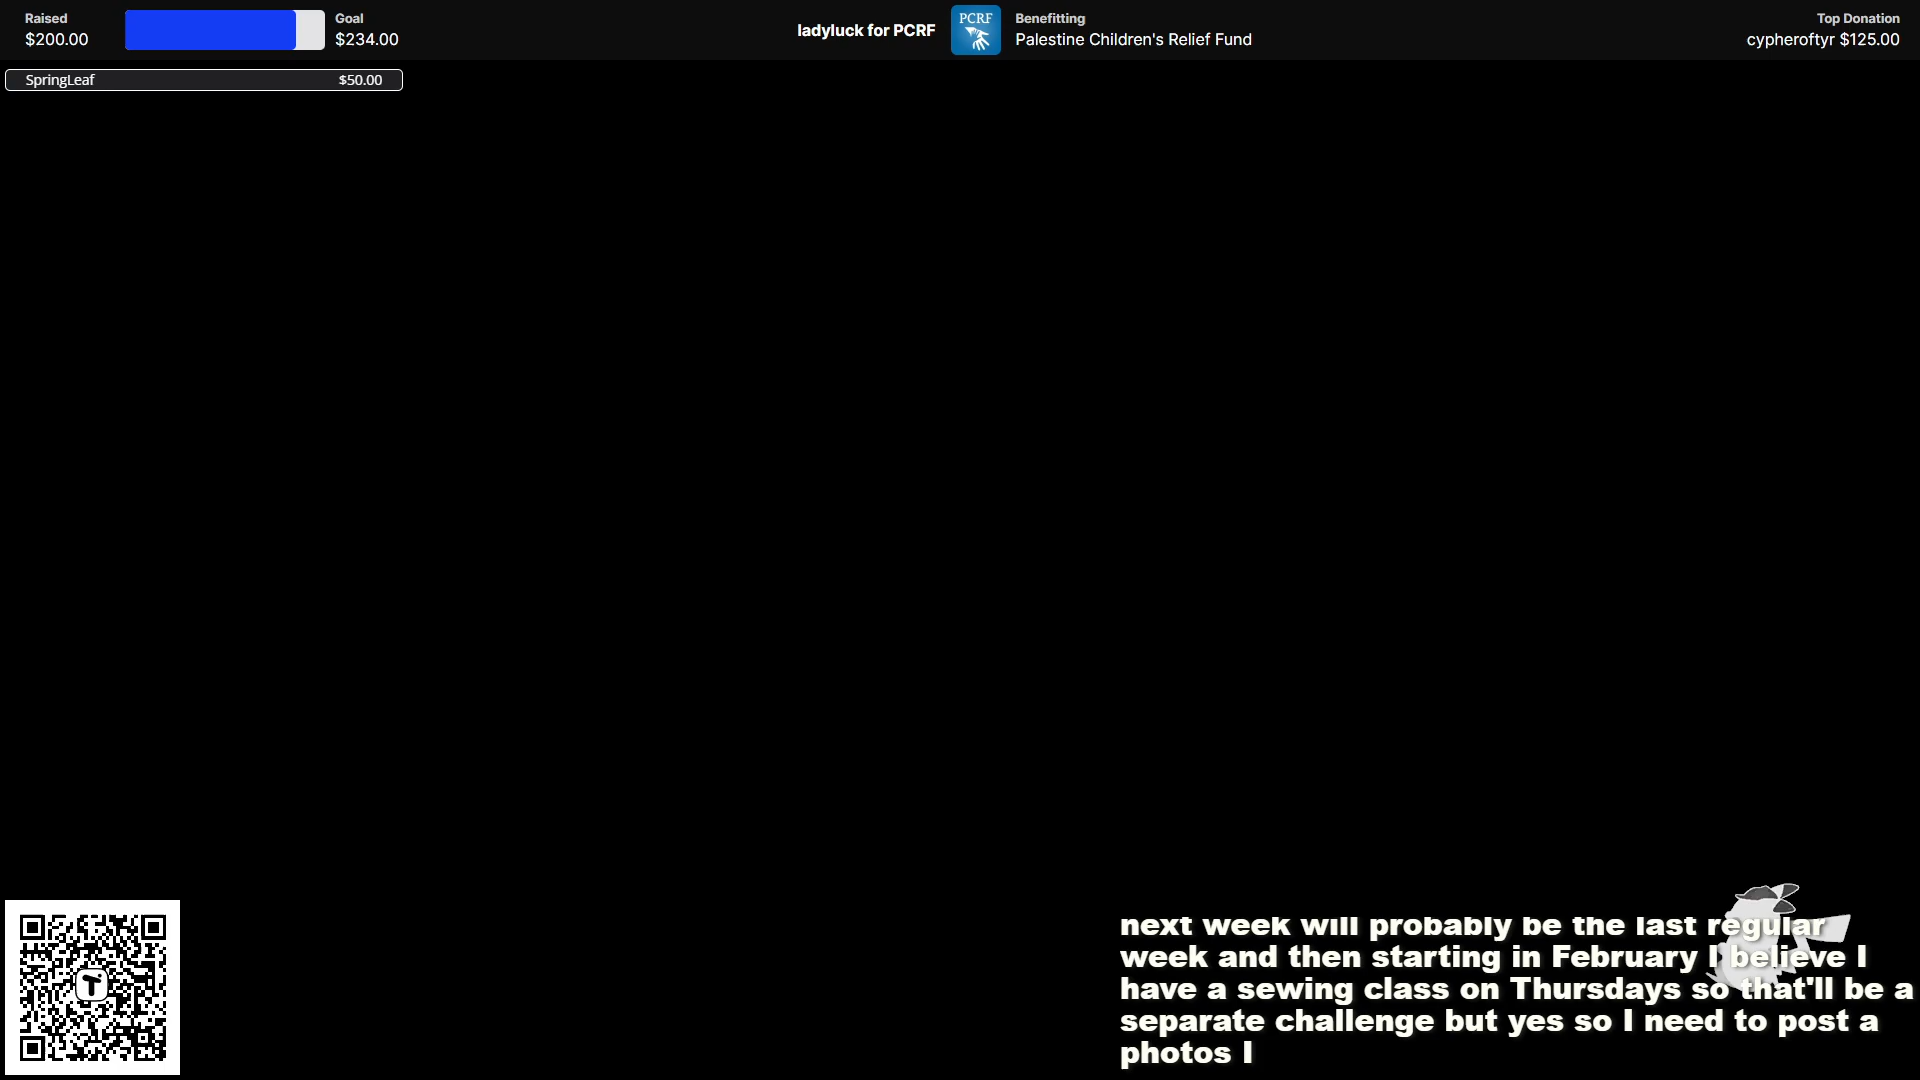 Raised
$200.00
Goal
$234.00
ladyluck for PCRF
PCRF
Benefitting
Palestine Children's Relief Fund
Top Donation
cypheroftyr $125.00
SpringLeaf $50.00
T
next week will probably be the last regular
week and then starting in February I believe I
have a sewing class on Thursdays so that'll be a
separate challenge but yes so I need to post a
photos I